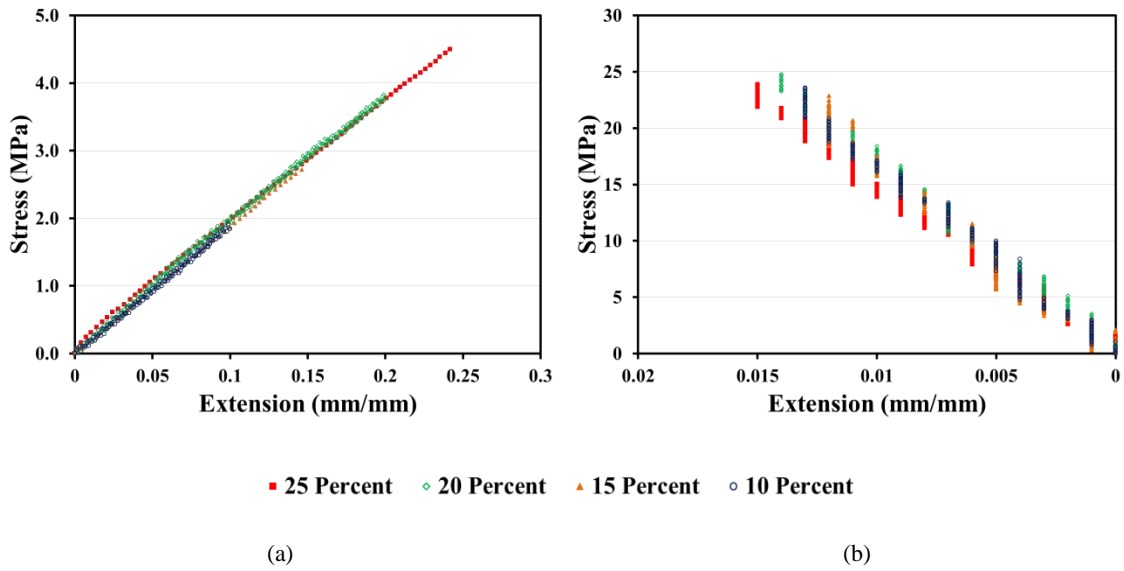 5.0
4.0
3.0
2.0
1.0
0.0
Stress (MPa)
0 0.05 0.1 0.15 0.2 0.25 0.3
Extension (mm/mm)
30
25
20
15
10
5
0
Stress (MPa)
0.02 0.015 0.01 0.005 0
Extension (mm/mm)
25 Percent 20 Percent 15 Percent 10 Percent
(a) (b)